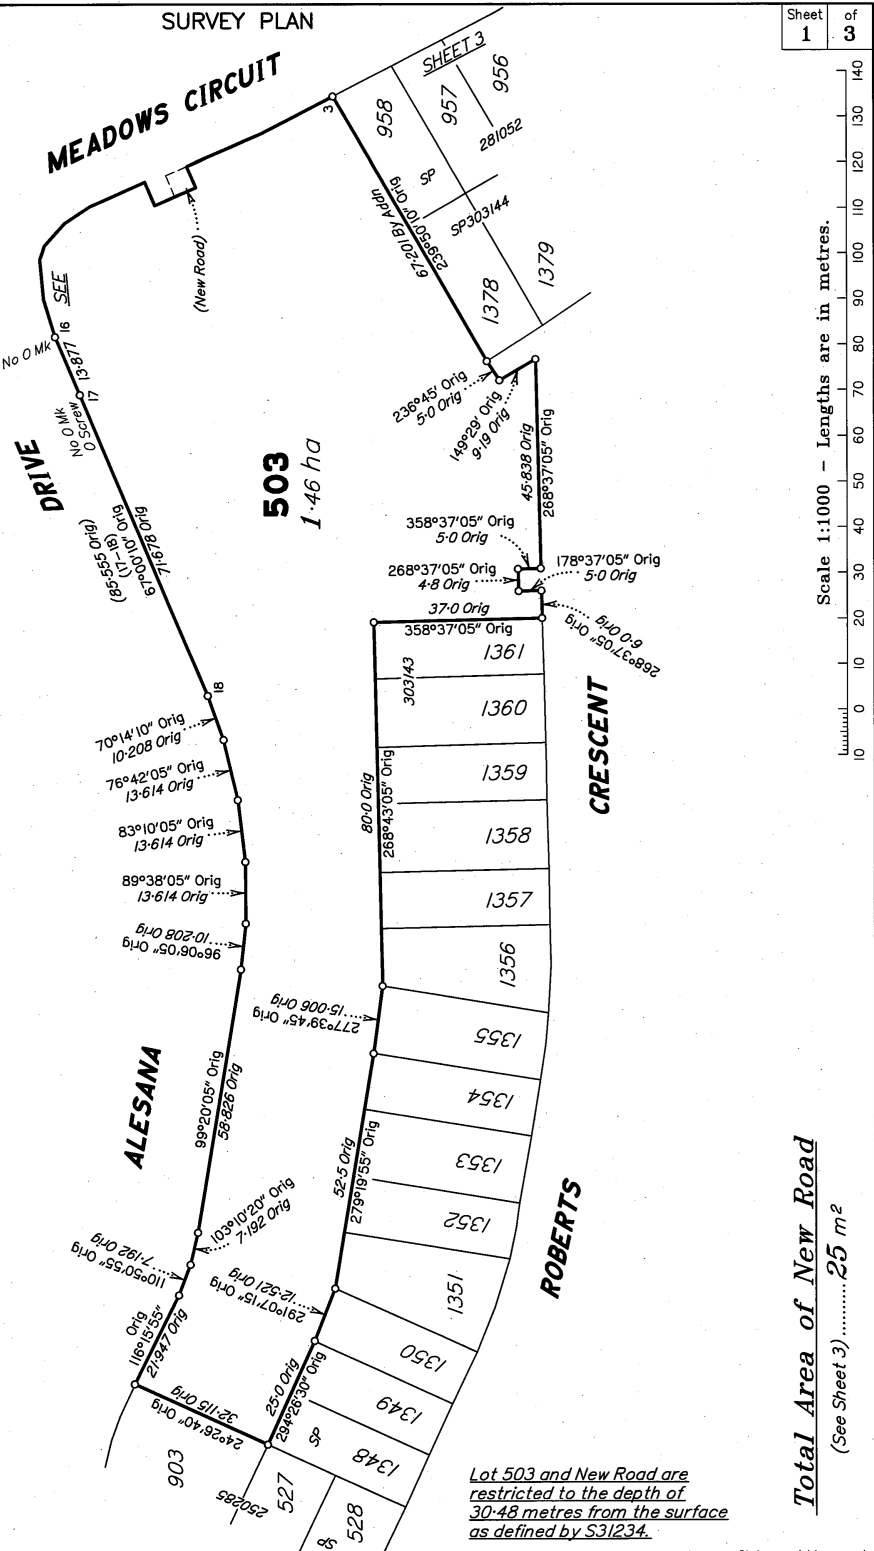 SURVEY PLAN
Sheet
1
of
3
MEADOWS CIRCUIT
SHEET 3
3
958
957
956
281052
SP
SP303144
1378
1379
67·201 By Addn
239°50'10" Orig
(New Road)
SEE
16
No O Mk
13·877
17
No O Mk
O Screw
DRIVE
71·678 Orig
67°00'10" Orig
(17-18)
(85·555 Orig)
503
1·46 ha
236°45' Orig
5·0 Orig
149°29' Orig
9·19 Orig
45·838 Orig
268°37'05" Orig
358°37'05" Orig
5·0 Orig
178°37'05" Orig
5·0 Orig
268°37'05" Orig
4·8 Orig
37·0 Orig
358°37'05" Orig
6·0 Orig
268°37'05" Orig
18
303143
1361
1360
1359
1358
1357
1356
1355
1354
1353
1352
1351
1350
1349
1348
CRESCENT
80·0 Orig
268°43'05" Orig
70°14'10" Orig
10·208 Orig
76°42'05" Orig
13·614 Orig
83°10'05" Orig
13·614 Orig
89°38'05" Orig
13·614 Orig
96°06'05" Orig
10·208 Orig
277°39'45" Orig
15·006 Orig
ALESANA
99°20'05" Orig
58·826 Orig
52·5 Orig
279°19'55" Orig
103°10'20" Orig
7·192 Orig
110°50'55" Orig
7·192 Orig
291°07'15" Orig
12·521 Orig
ROBERTS
116°15'55"
Orig
21·947 Orig
25·0 Orig
294°26'30" Orig
32·115 Orig
24°26'40" Orig
SP
903
250285
527
528
SP
Lot 503 and New Road are
restricted to the depth of
30·48 metres from the surface
as defined by S31234.
Total Area of New Road
(See Sheet 3)..........25 m2
Scale 1:1000 - Lengths are in metres.
10
0
10
20
30
40
50
60
70
80
90
100
110
120
130
140